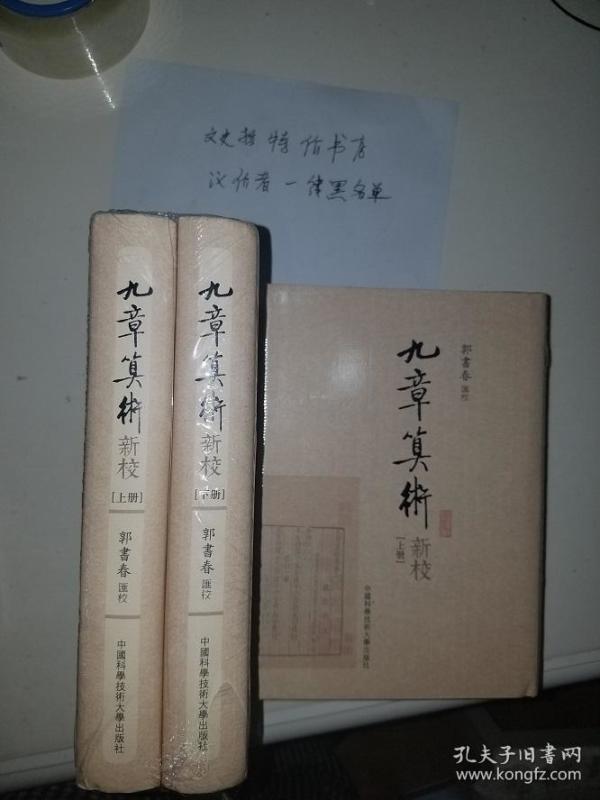 文史哲特价书店
议价者一律黑名单
九章算術
新校
[上册]
郭書春 匯校
中國科學技術大學出版社
九章算術
新校
[下册]
郭書春 匯校
中國科學技術大學出版社
郭書春 匯校
九章算術
新校
[上册]
中國科學技術大學出版社
孔夫子旧书网
www.kongfz.com